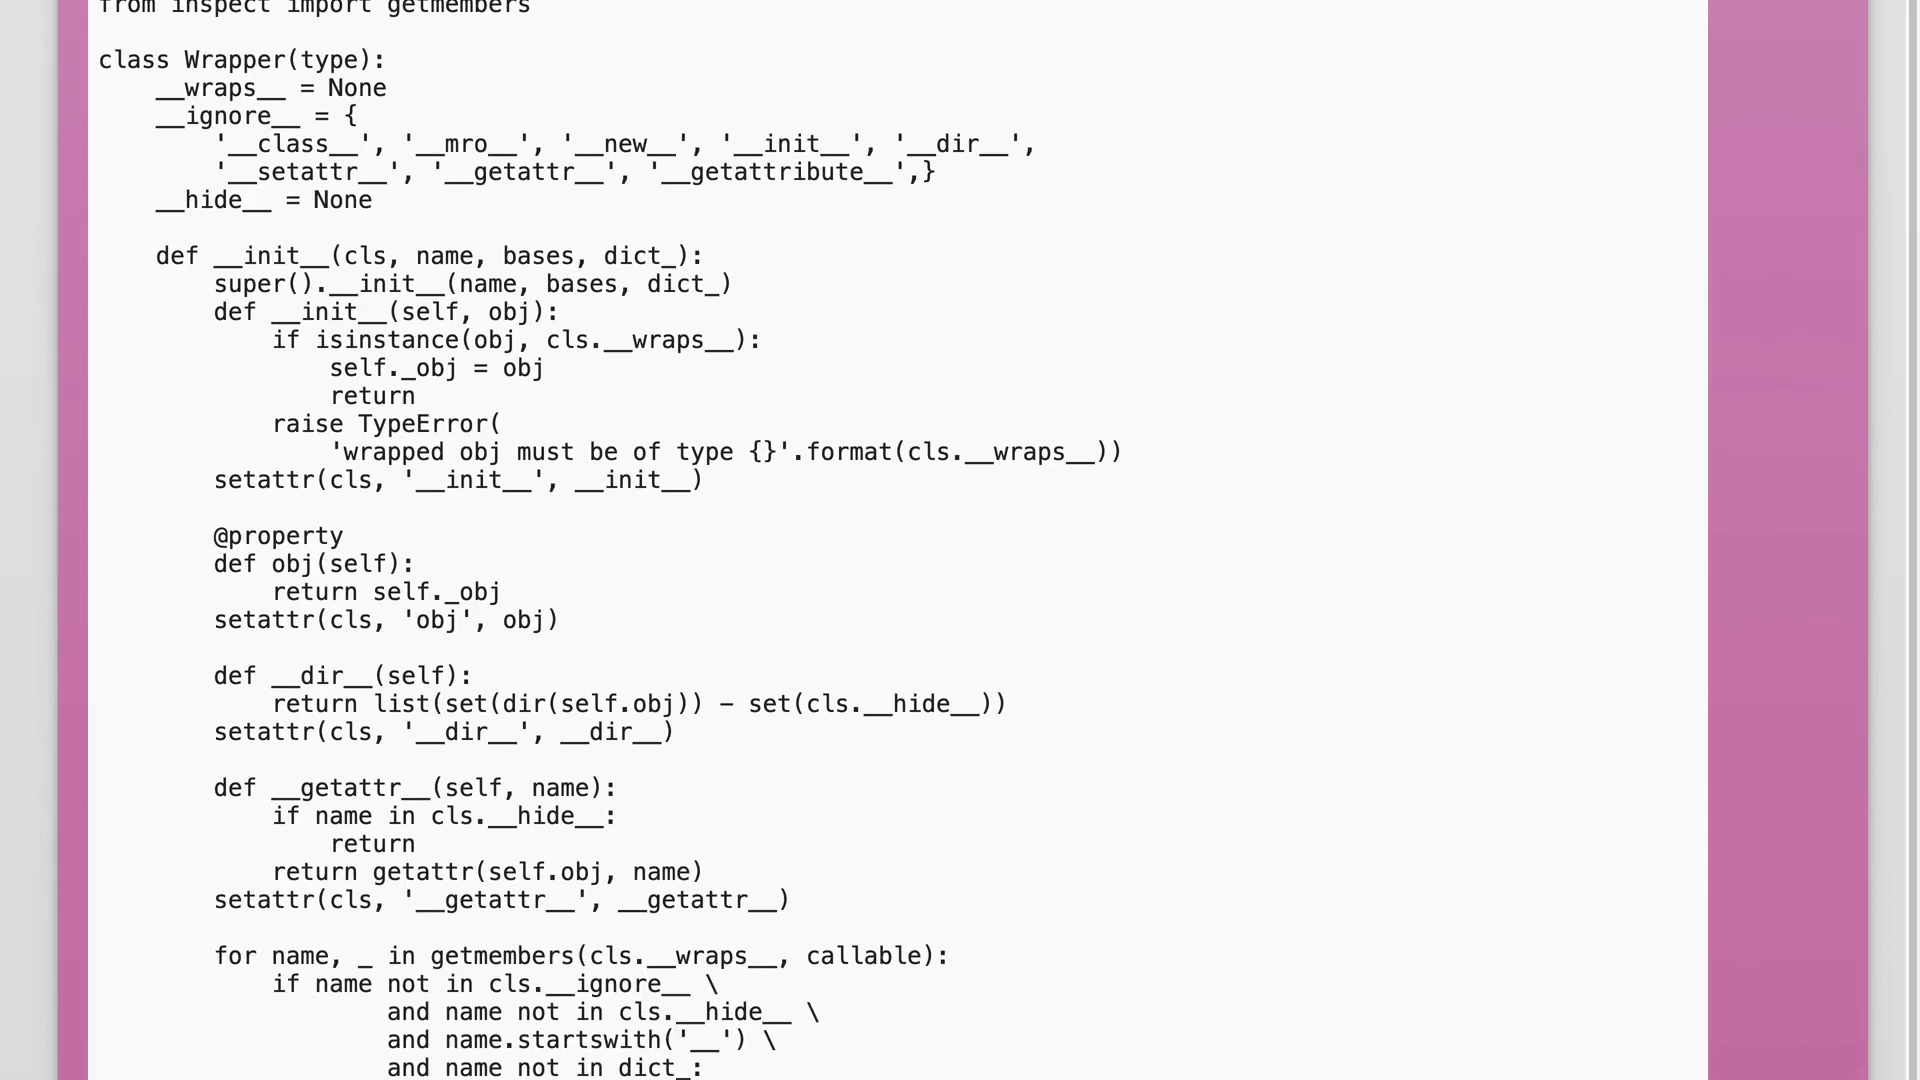 from inspect import getmembers
class Wrapper(type):
    __wraps__ = None
    __ignore__ = {
        '__class__', '__mro__', '__new__', '__init__', '__dir__',
        '__setattr__', '__getattr__', '__getattribute__',}
    __hide__ = None
    def __init__(cls, name, bases, dict_):
        super().__init__(name, bases, dict_)
        def __init__(self, obj):
            if isinstance(obj, cls.__wraps__):
                self._obj = obj
                return
            raise TypeError(
                'wrapped obj must be of type {}'.format(cls.__wraps__))
        setattr(cls, '__init__', __init__)
        @property
        def obj(self):
            return self._obj
        setattr(cls, 'obj', obj)
        def __dir__(self):
            return list(set(dir(self.obj)) - set(cls.__hide__))
        setattr(cls, '__dir__', __dir__)
        def __getattr__(self, name):
            if name in cls.__hide__:
                return
            return getattr(self.obj, name)
        setattr(cls, '__getattr__', __getattr__)
        for name, _ in getmembers(cls.__wraps__, callable):
            if name not in cls.__ignore__ \
                    and name not in cls.__hide__ \
                    and name.startswith('__') \
                    and name not in dict_: